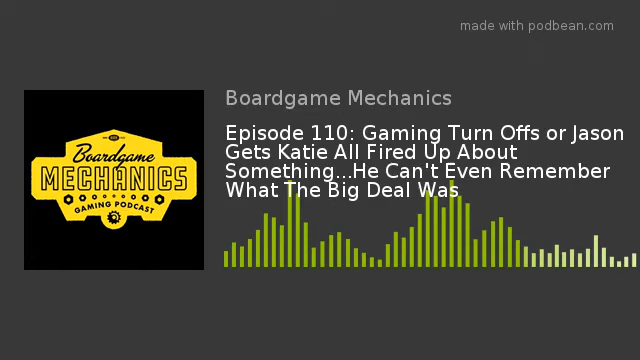 made with podbean.com
Boardgame Mechanics
Episode 110: Gaming Turn Offs or Jason
Gets Katie All Fired Up About
Something...He Can't Even Remember
What The Big Deal Was
Boardgame
MECHANICS
GAMING PODCAST